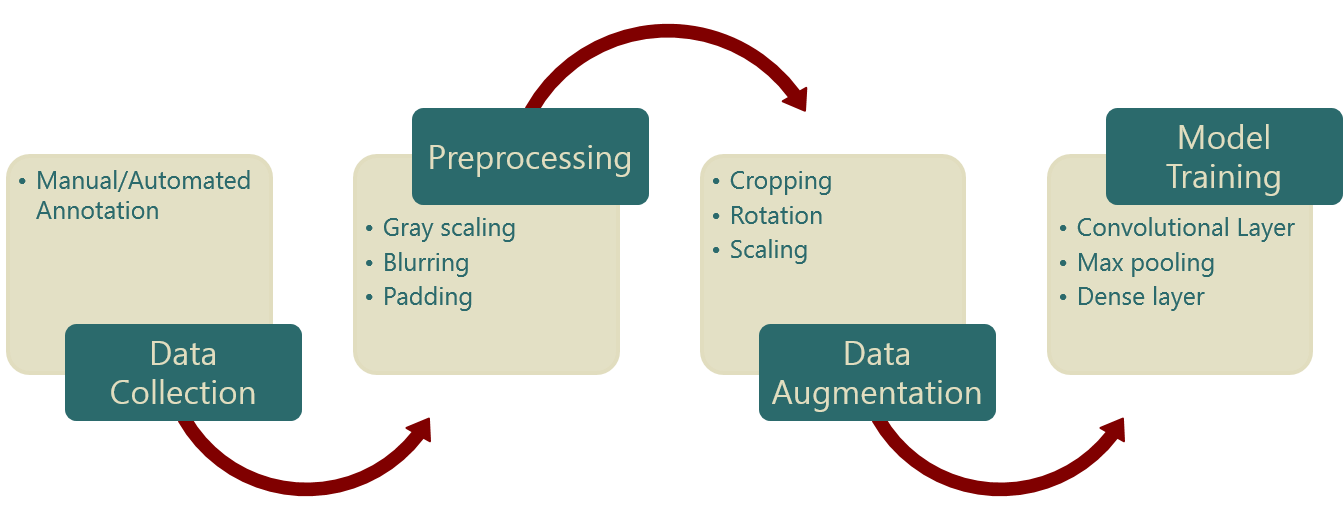 • Manual/Automated
Annotation
Data
Collection
Preprocessing
• Gray scaling
• Blurring
• Padding
• Cropping
• Rotation
• Scaling
Data
Augmentation
Model
Training
• Convolutional Layer
• Max pooling
• Dense layer